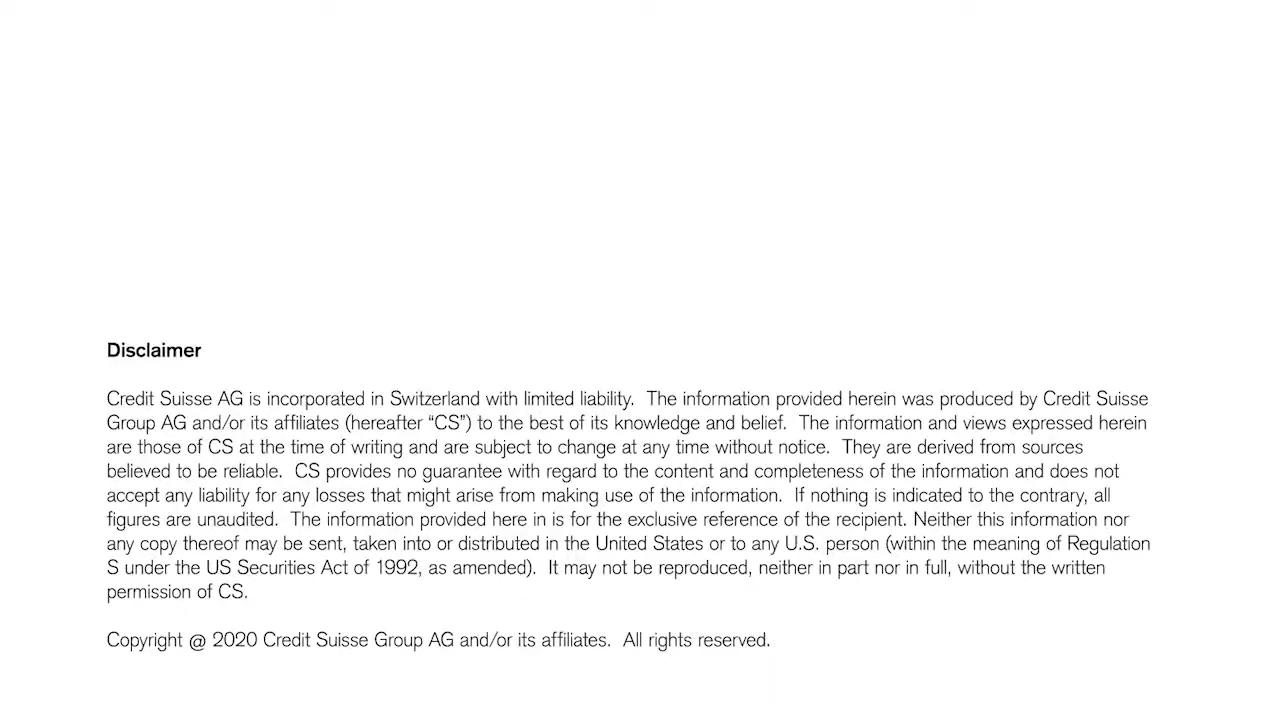 Disclaimer
Credit Suisse AG is incorporated in Switzerland with limited liability.  The information provided herein was produced by Credit Suisse
Group AG and/or its affiliates (hereafter “CS”) to the best of its knowledge and belief.  The information and views expressed herein
are those of CS at the time of writing and are subject to change at any time without notice.  They are derived from sources
believed to be reliable.  CS provides no guarantee with regard to the content and completeness of the information and does not
accept any liability for any losses that might arise from making use of the information.  If nothing is indicated to the contrary, all
figures are unaudited.  The information provided here in is for the exclusive reference of the recipient. Neither this information nor
any copy thereof may be sent, taken into or distributed in the United States or to any U.S. person (within the meaning of Regulation
S under the US Securities Act of 1992, as amended).  It may not be reproduced, neither in part nor in full, without the written
permission of CS.
Copyright @ 2020 Credit Suisse Group AG and/or its affiliates.  All rights reserved.